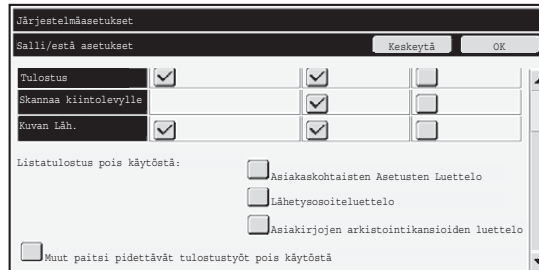 Järjestelmäasetukset
Salli/estä asetukset Keskeytä OK
Tulostus
Skannaa kiintolevylle
Kuvan Läh.
Listatulostus pois käytöstä:
Asiakaskohtaisten Asetusten Luettelo
Lähetysosoiteluettelo
Asiakirjojen arkistointikansioiden luettelo
Muut paitsi pidettävät tulostustyöt pois käytöstä